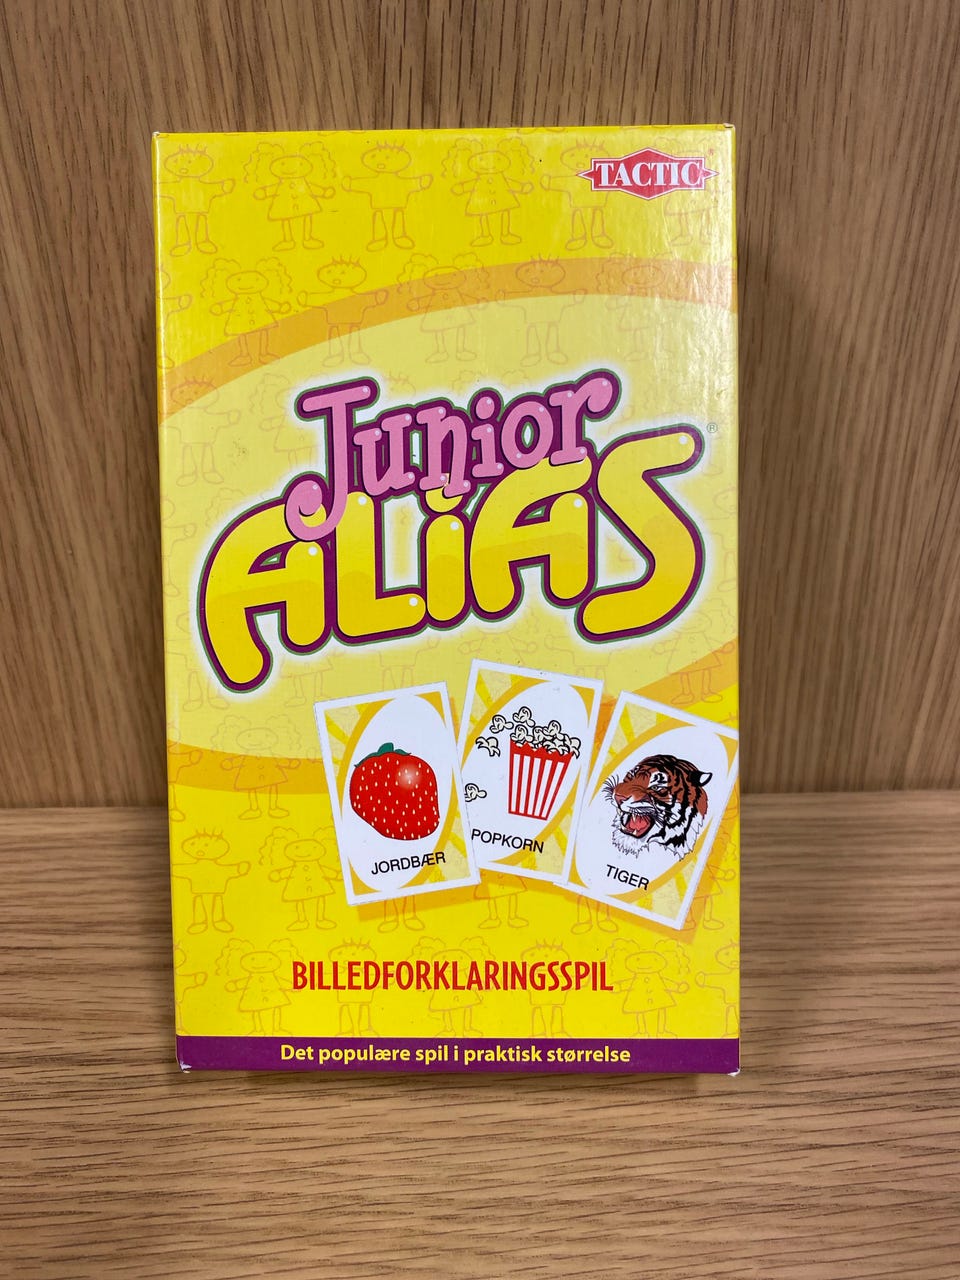 TACTIC
Junior
ALiAS ®
JORDBÆR
POPKORN
TIGER
BILLEDFORKLARINGSSPIL
Det populære spil i praktisk størrelse